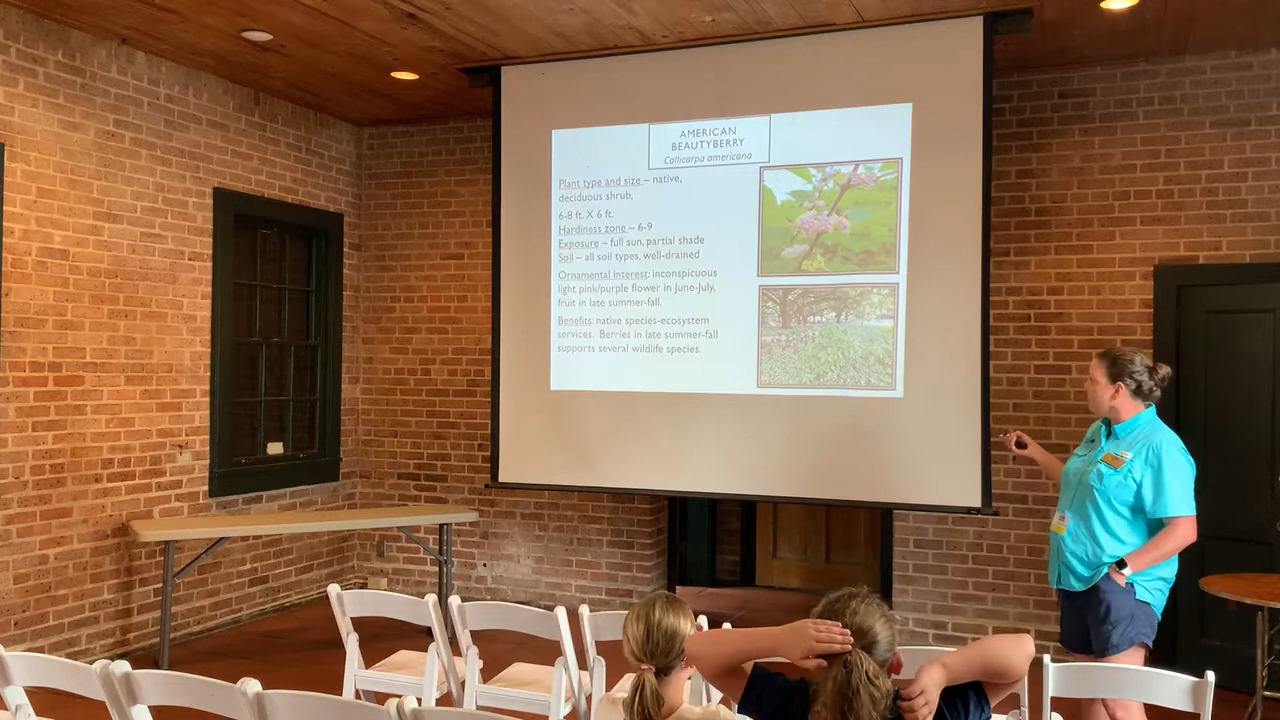 AMERICAN
BEAUTYBERRY
Callicarpa americana
Plant type and size – native,
deciduous shrub,
6-8 ft. X 6 ft.
Hardiness zone – 6-9
Exposure – full sun, partial shade
Soil – all soil types, well-drained
Ornamental interest: inconspicuous
light pink/purple flower in June-July,
fruit in late summer-fall.
Benefits: native species-ecosystem
services. Berries in late summer-fall
supports several wildlife species.